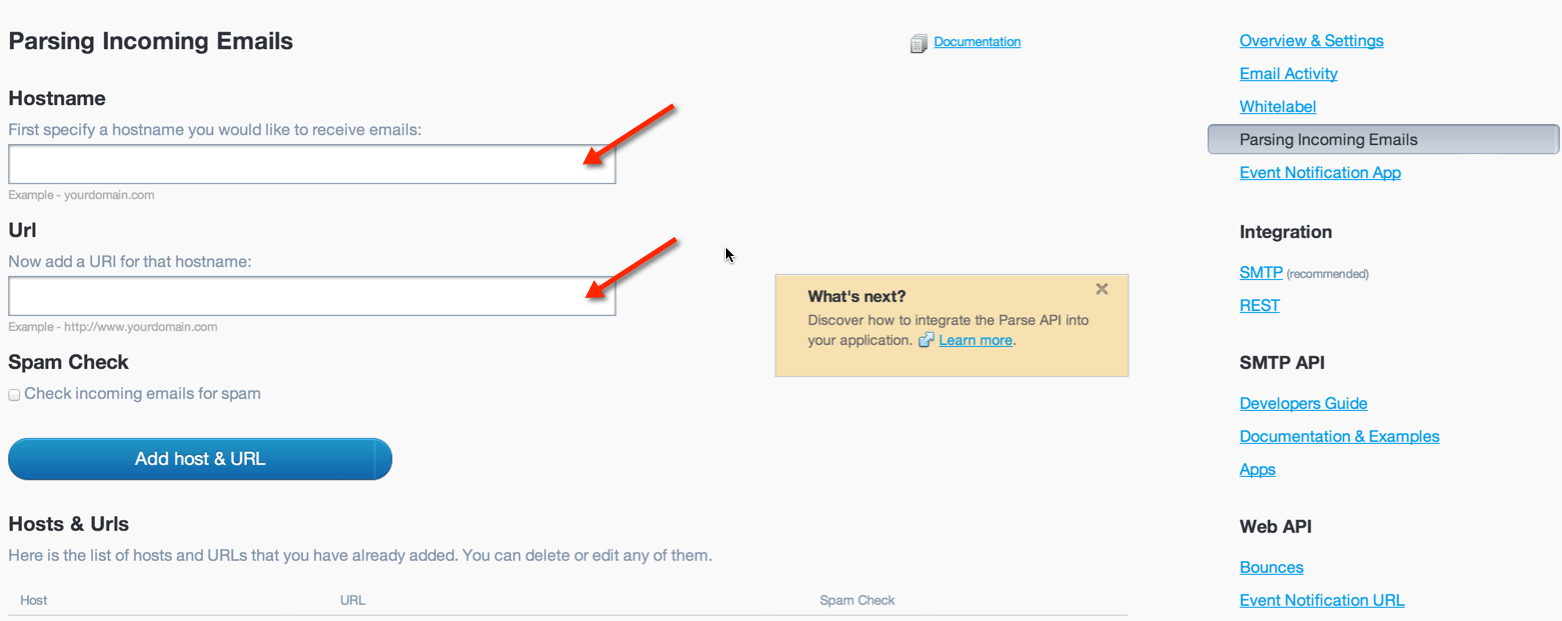 Parsing Incoming Emails
Documentation
Hostname
First specify a hostname you would like to receive emails:
Example - yourdomain.com
Url
Now add a URI for that hostname:
Example - http://www.yourdomain.com
Spam Check
Check incoming emails for spam
Add host & URL
Hosts & Urls
Here is the list of hosts and URLs that you have already added. You can delete or edit any of them.
Host URL Spam Check
What's next?
Discover how to integrate the Parse API into
your application. Learn more.
Overview & Settings
Email Activity
Whitelabel
Parsing Incoming Emails
Event Notification App
Integration
SMTP (recommended)
REST
SMTP API
Developers Guide
Documentation & Examples
Apps
Web API
Bounces
Event Notification URL